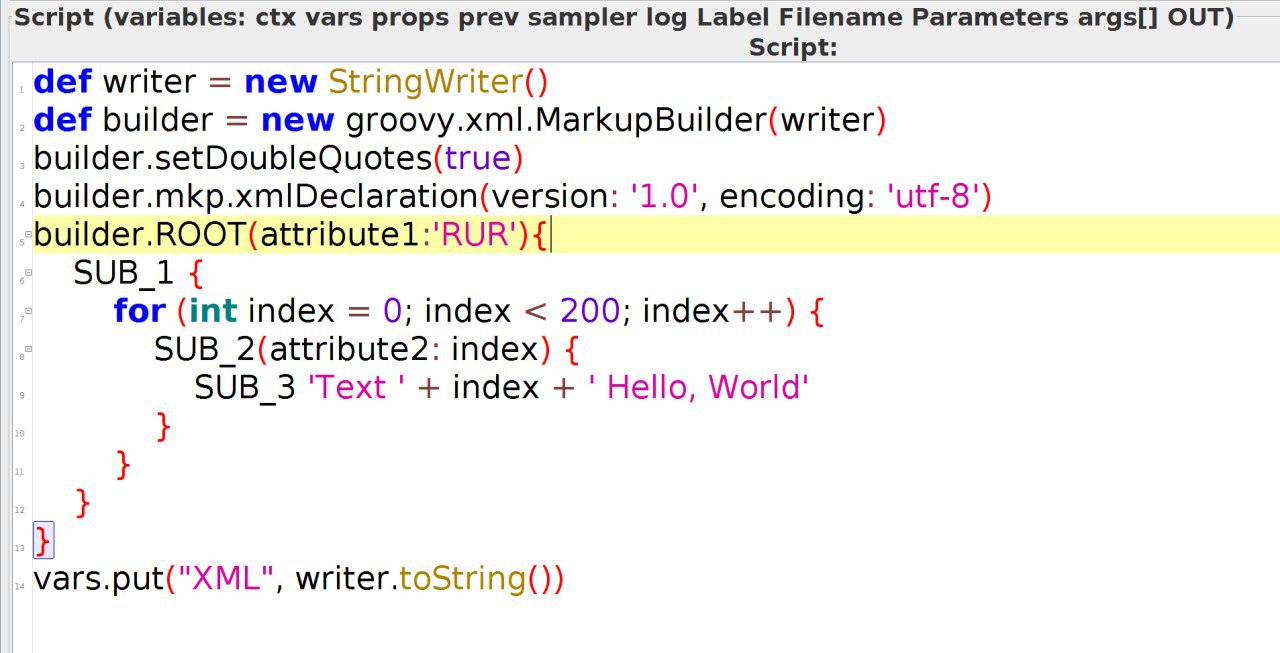 Script (variables: ctx vars props prev sampler log Label Filename Parameters args[] OUT)
Script:
1 def writer = new StringWriter()
2 def builder = new groovy.xml.MarkupBuilder(writer)
3 builder.setDoubleQuotes(true)
4 builder.mkp.xmlDeclaration(version: '1.0', encoding: 'utf-8')
5 builder.ROOT(attribute1:'RUR'){
6     SUB_1 {
7         for (int index = 0; index < 200; index++) {
8             SUB_2(attribute2: index) {
9                 SUB_3 'Text ' + index + ' Hello, World'
10             }
11         }
12     }
13 }
14 vars.put("XML", writer.toString())